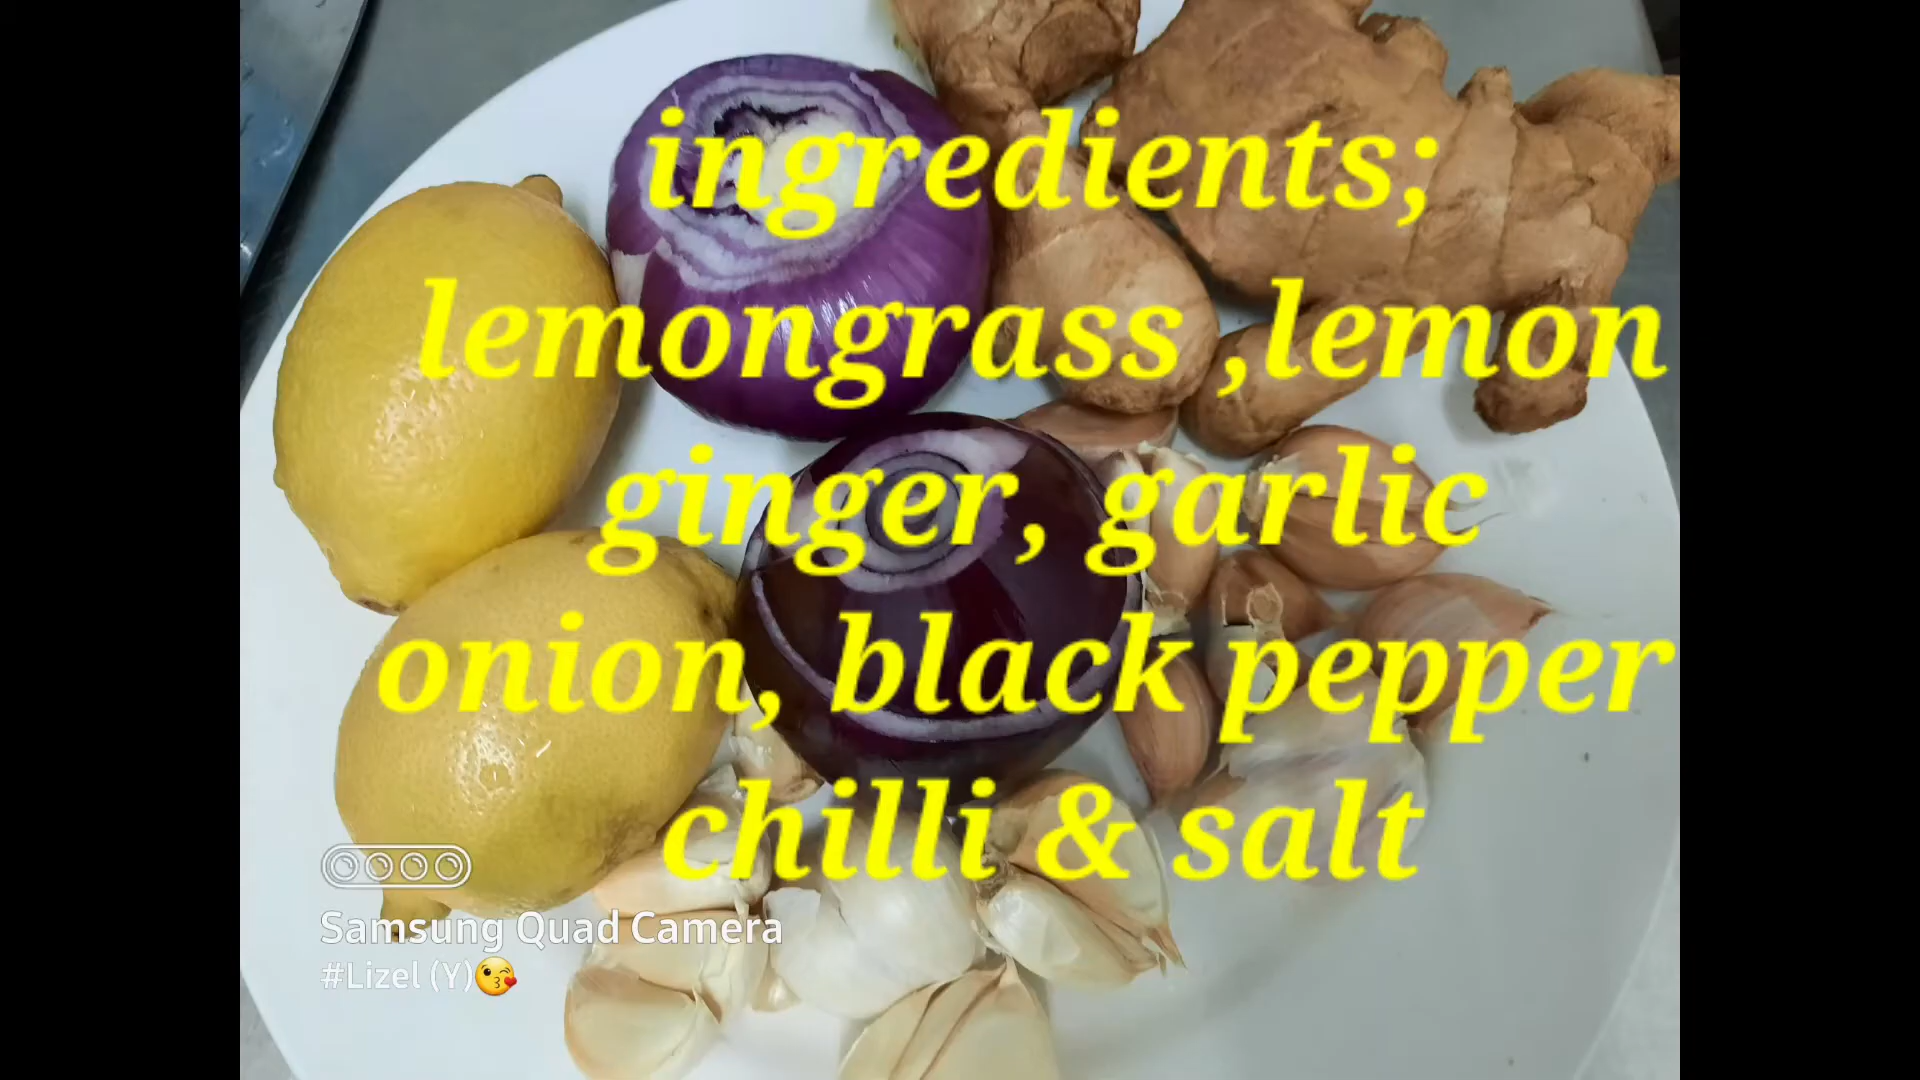 ingredients;
lemongrass ,lemon
ginger, garlic
onion, black pepper
chilli & salt
Samsung Quad Camera
#Lizel (Y)😘